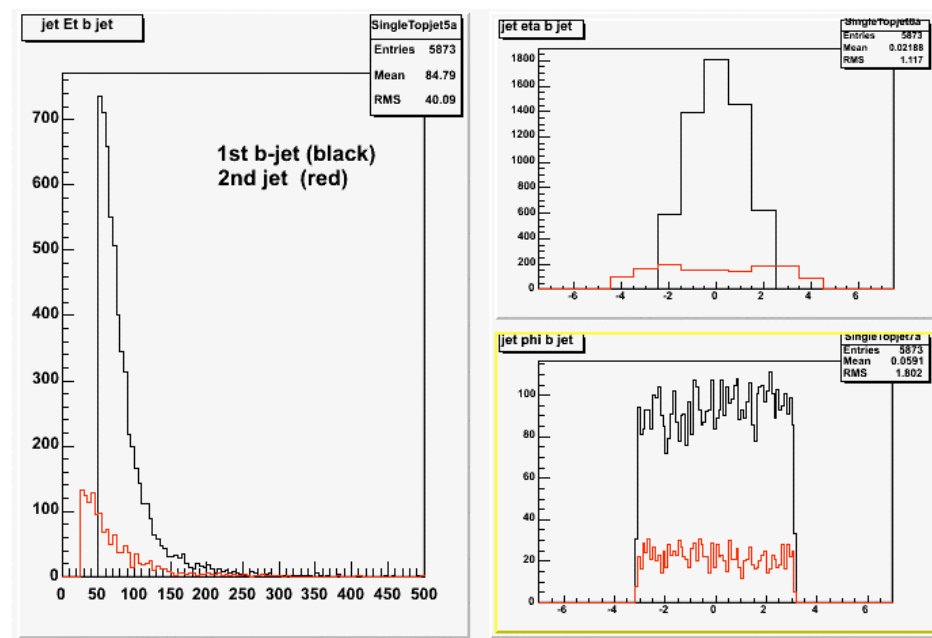 jet Et b jet
SingleTopjet5a
Entries 5873
Mean 84.79
RMS 40.09
1st b-jet (black)
2nd jet (red)
700
600
500
400
300
200
100
0
0 50 100 150 200 250 300 350 400 450 500
jet eta b jet
SingleTopjet6a
Entries 5873
Mean 0.02188
RMS 1.117
1800
1600
1400
1200
1000
800
600
400
200
0
-6 -4 -2 0 2 4 6
jet phi b jet
SingleTopjet7a
Entries 5873
Mean 0.0591
RMS 1.802
100
80
60
40
20
0
-6 -4 -2 0 2 4 6